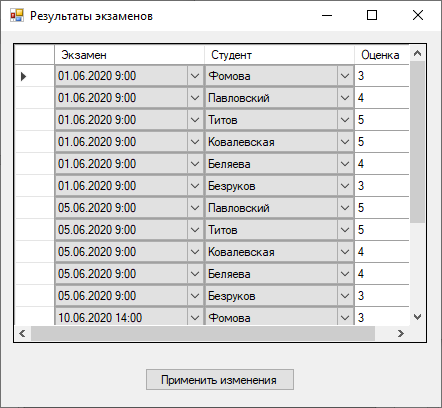 Результаты экзаменов
Экзамен Студент Оценка
01.06.2020 9:00 Фомова 3
01.06.2020 9:00 Павловский 4
01.06.2020 9:00 Титов 5
01.06.2020 9:00 Ковалевская 5
01.06.2020 9:00 Беляева 4
01.06.2020 9:00 Безруков 3
05.06.2020 9:00 Павловский 5
05.06.2020 9:00 Титов 5
05.06.2020 9:00 Ковалевская 4
05.06.2020 9:00 Беляева 4
05.06.2020 9:00 Безруков 3
10.06.2020 14:00 Фомова 3
Применить изменения